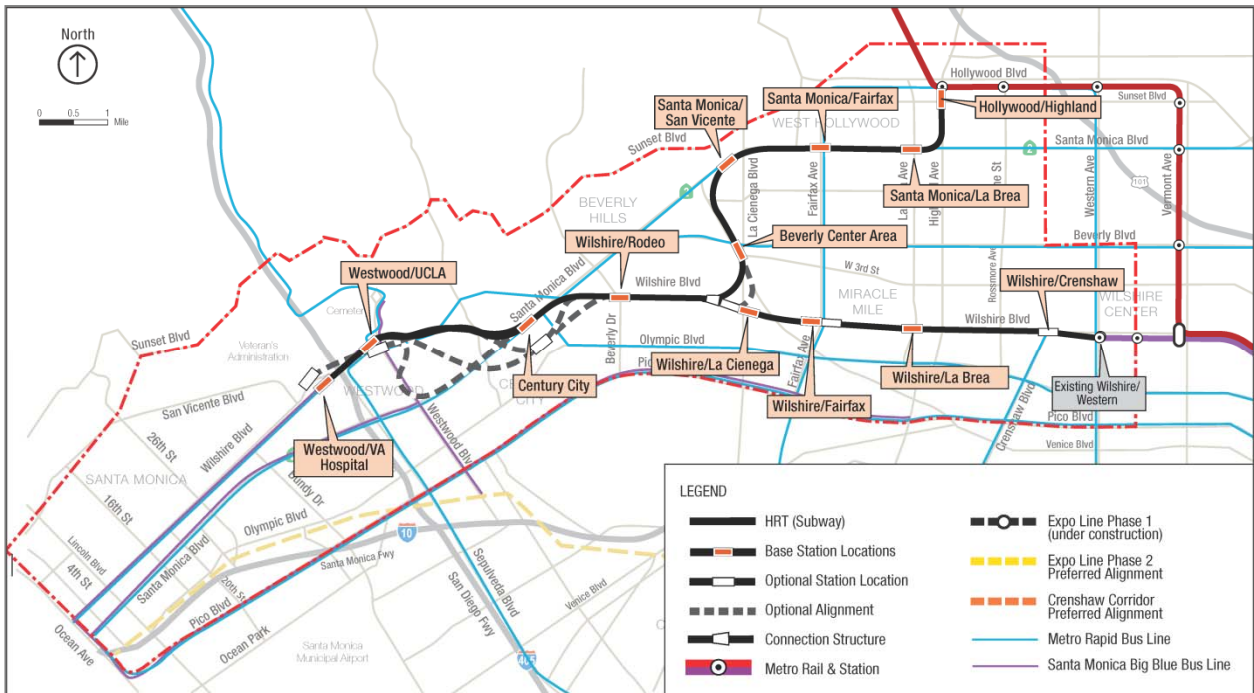 North
0 0.5 1
Mile
Hollywood Blvd
Sunset Blvd
Santa Monica/
San Vicente
Santa Monica/Fairfax
Hollywood/Highland
WEST HOLLYWOOD
Sunset Blvd
Santa Monica Blvd
2
2
101
La Cienega Blvd
Fairfax Ave
Western Ave
Vermont Ave
Santa Monica/La Brea
BEVERLY
HILLS
Beverly Center Area
Beverly Blvd
Wilshire/Rodeo
W 3rd St
Rossmore Ave
Westwood/UCLA
Santa Monica Blvd
Wilshire Blvd
MIRACLE
MILE
Wilshire/Crenshaw
WILSHIRE
CENTER
Cemetery
Wilshire Blvd
Sunset Blvd
Veteran's
Administration
Beverly Dr
Olympic Blvd
Fairfax Ave
Wilshire/La Cienega
Wilshire/La Brea
Existing Wilshire/
Western
WESTWOOD
CITY
Century City
Wilshire/Fairfax
Crenshaw Blvd
Pico Blvd
San Vicente Blvd
Westwood/VA
Hospital
Venice Blvd
26th St
Wilshire Blvd
SANTA MONICA
16th St
Olympic Blvd
10
Lincoln Blvd
4th St
Santa Monica Blvd
20th St
Santa Monica Fwy
Pico Blvd
Sepulveda Blvd
Venice Blvd
Ocean Ave
Ocean Park
San Diego Fwy
Santa Monica
Municipal Airport
405
LEGEND
HRT (Subway)
Base Station Locations
Optional Station Location
Optional Alignment
Connection Structure
Metro Rail & Station
Expo Line Phase 1
(under construction)
Expo Line Phase 2
Preferred Alignment
Crenshaw Corridor
Preferred Alignment
Metro Rapid Bus Line
Santa Monica Big Blue Bus Line